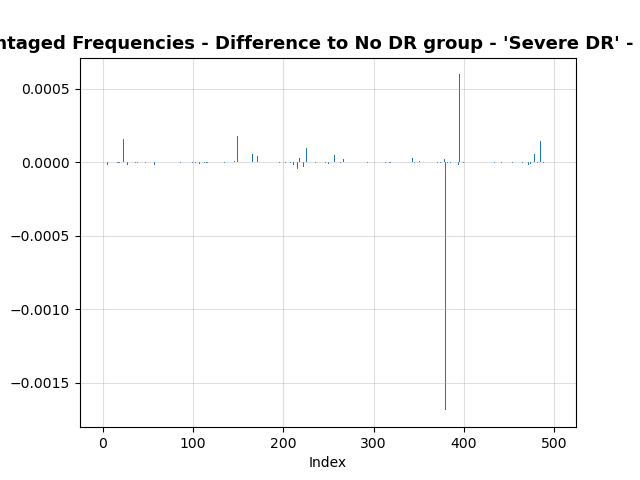 ntaged Frequencies - Difference to No DR group - 'Severe DR' -
0.0005
0.0000
−0.0005
−0.0010
−0.0015
0 100 200 300 400 500
Index